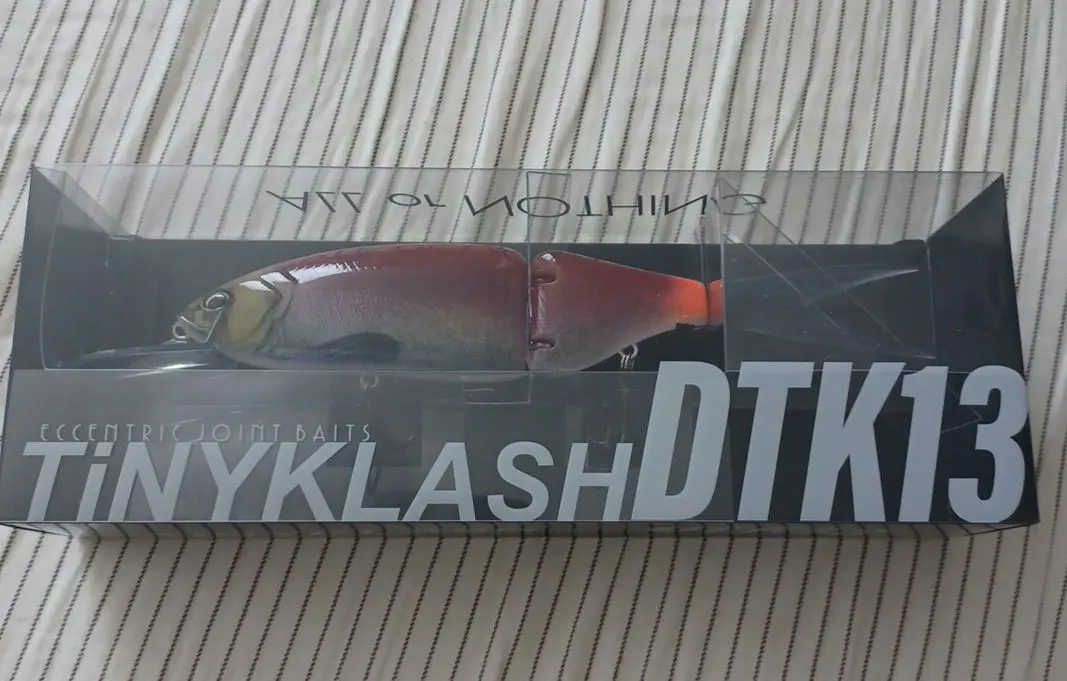 ALL or NOTHING
ECCENTRIC JOINT BAITS
TiNYKLASH DTK13